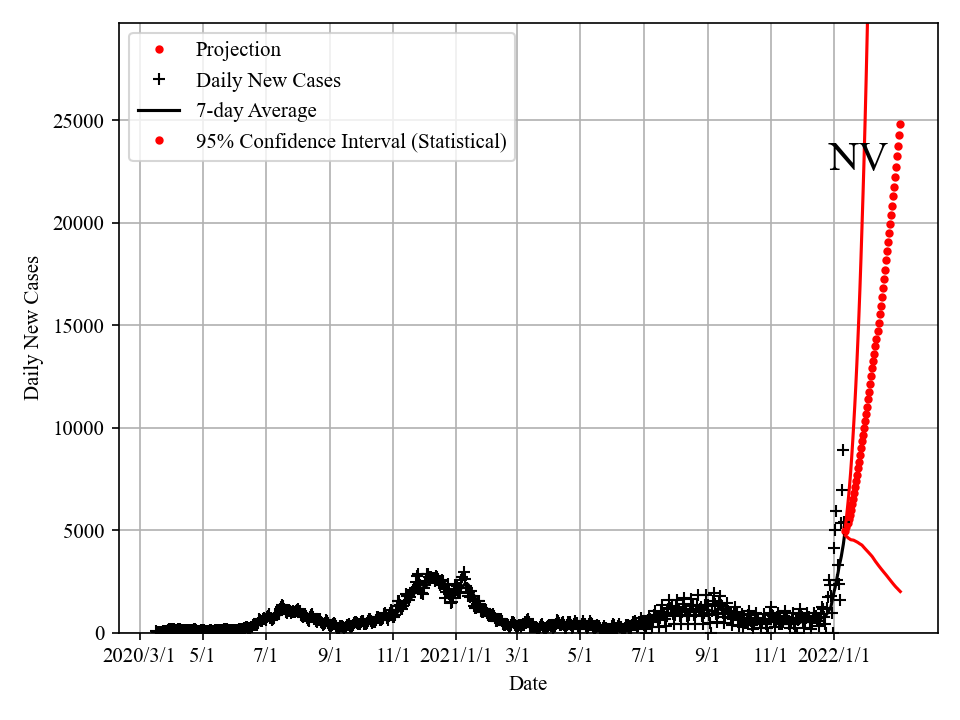 Projection
Daily New Cases
7-day Average
95% Confidence Interval (Statistical)
NV
Daily New Cases
25000
20000
15000
10000
5000
0
2020/3/1 5/1 7/1 9/1 11/1 2021/1/1 3/1 5/1 7/1 9/1 11/1 2022/1/1
Date